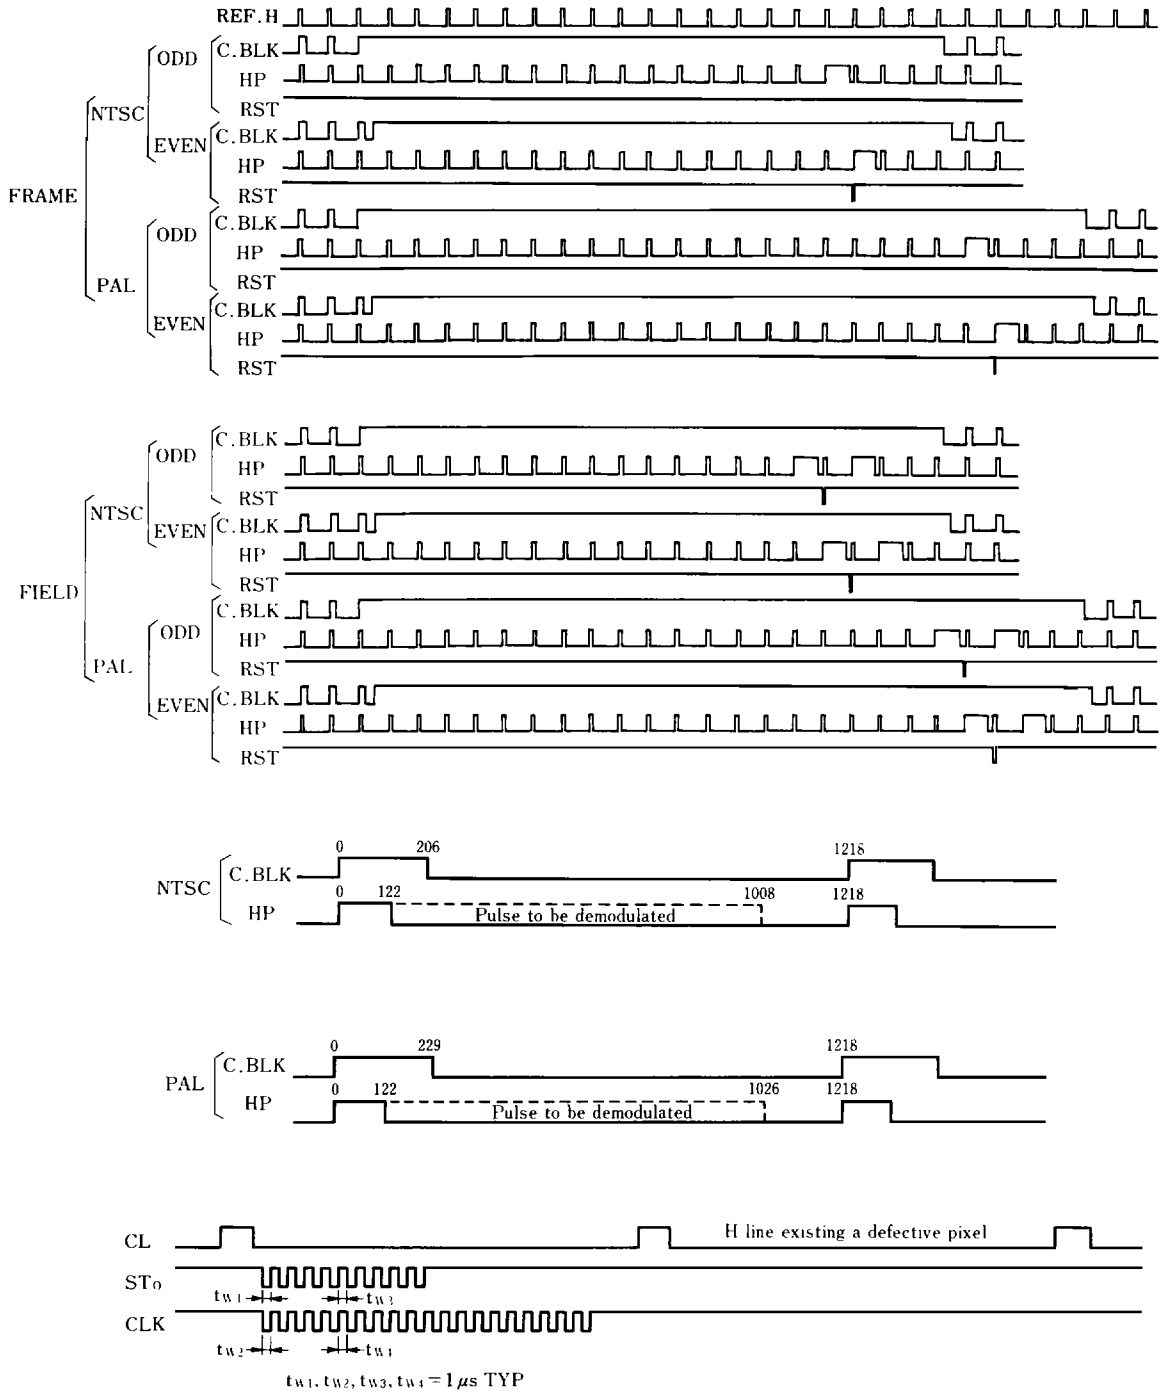 REF.H
C.BLK
ODD
HP
RST
NTSC
C.BLK
EVEN
HP
RST
FRAME
C.BLK
ODD
HP
RST
PAL
C.BLK
EVEN
HP
RST
C.BLK
ODD
HP
RST
NTSC
C.BLK
EVEN
HP
RST
FIELD
C.BLK
ODD
HP
RST
PAL
C.BLK
EVEN
HP
RST
0 206 1218
NTSC C.BLK
0 122 1008 1218
HP Pulse to be demodulated
0 229 1218
PAL C.BLK
0 122 1026 1218
HP Pulse to be demodulated
CL H line existing a defective pixel
STo
tw1 tw3
CLK
tw2 tw4
tw1, tw2, tw3, tw4 = 1 μs TYP